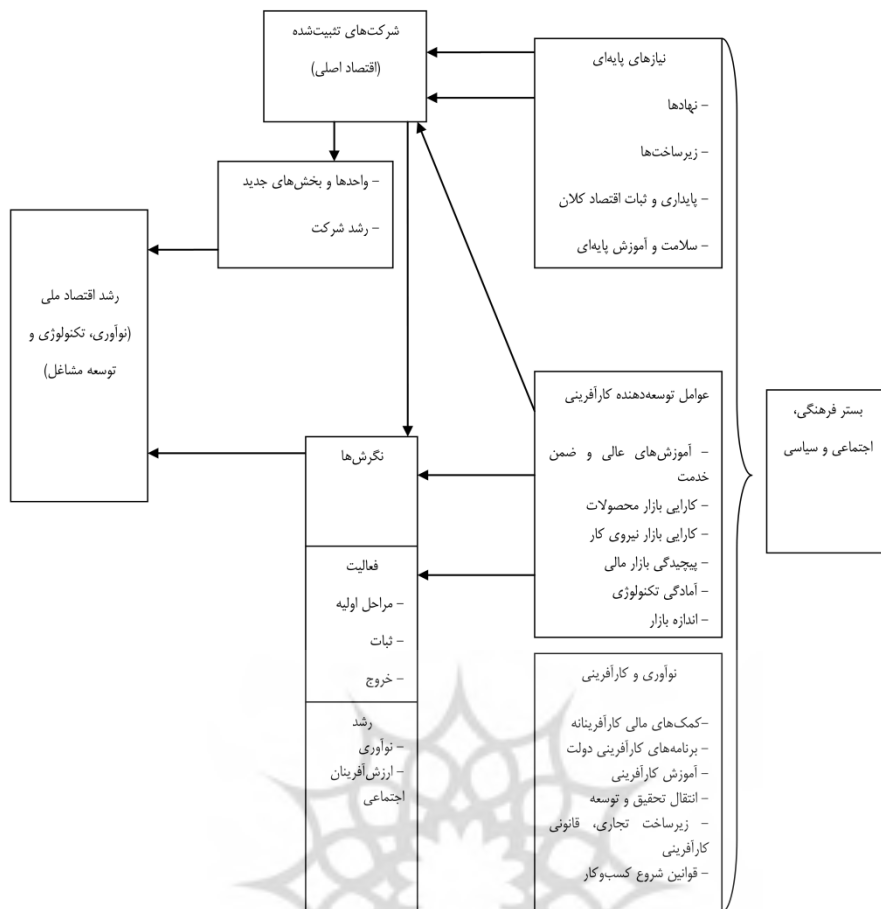 بستر فرهنگی،
اجتماعی و سیاسی
نیازهای پایه‌ای
– نهادها
– زیرساخت‌ها
– پایداری و ثبات اقتصاد کلان
– سلامت و آموزش پایه‌ای
عوامل توسعه‌دهنده کارآفرینی
– آموزش‌های عالی و ضمن
خدمت
– کارایی بازار محصولات
– کارایی بازار نیروی کار
– پیچیدگی بازار مالی
– آمادگی تکنولوژی
– اندازه بازار
نوآوری و کارآفرینی
–کمک‌های مالی کارآفرینانه
– برنامه‌های کارآفرینی دولت
– آموزش کارآفرینی
– انتقال تحقیق و توسعه
– زیرساخت تجاری، قانونی
کارآفرینی
– قوانین شروع کسب‌وکار
شرکت‌های تثبیت‌شده
(اقتصاد اصلی)
– واحدها و بخش‌های جدید
– رشد شرکت
نگرش‌ها
فعالیت
– مراحل اولیه
– ثبات
– خروج
رشد
– نوآوری
– ارزش‌آفرینان
اجتماعی
رشد اقتصاد ملی
(نوآوری، تکنولوژی و
توسعه مشاغل)